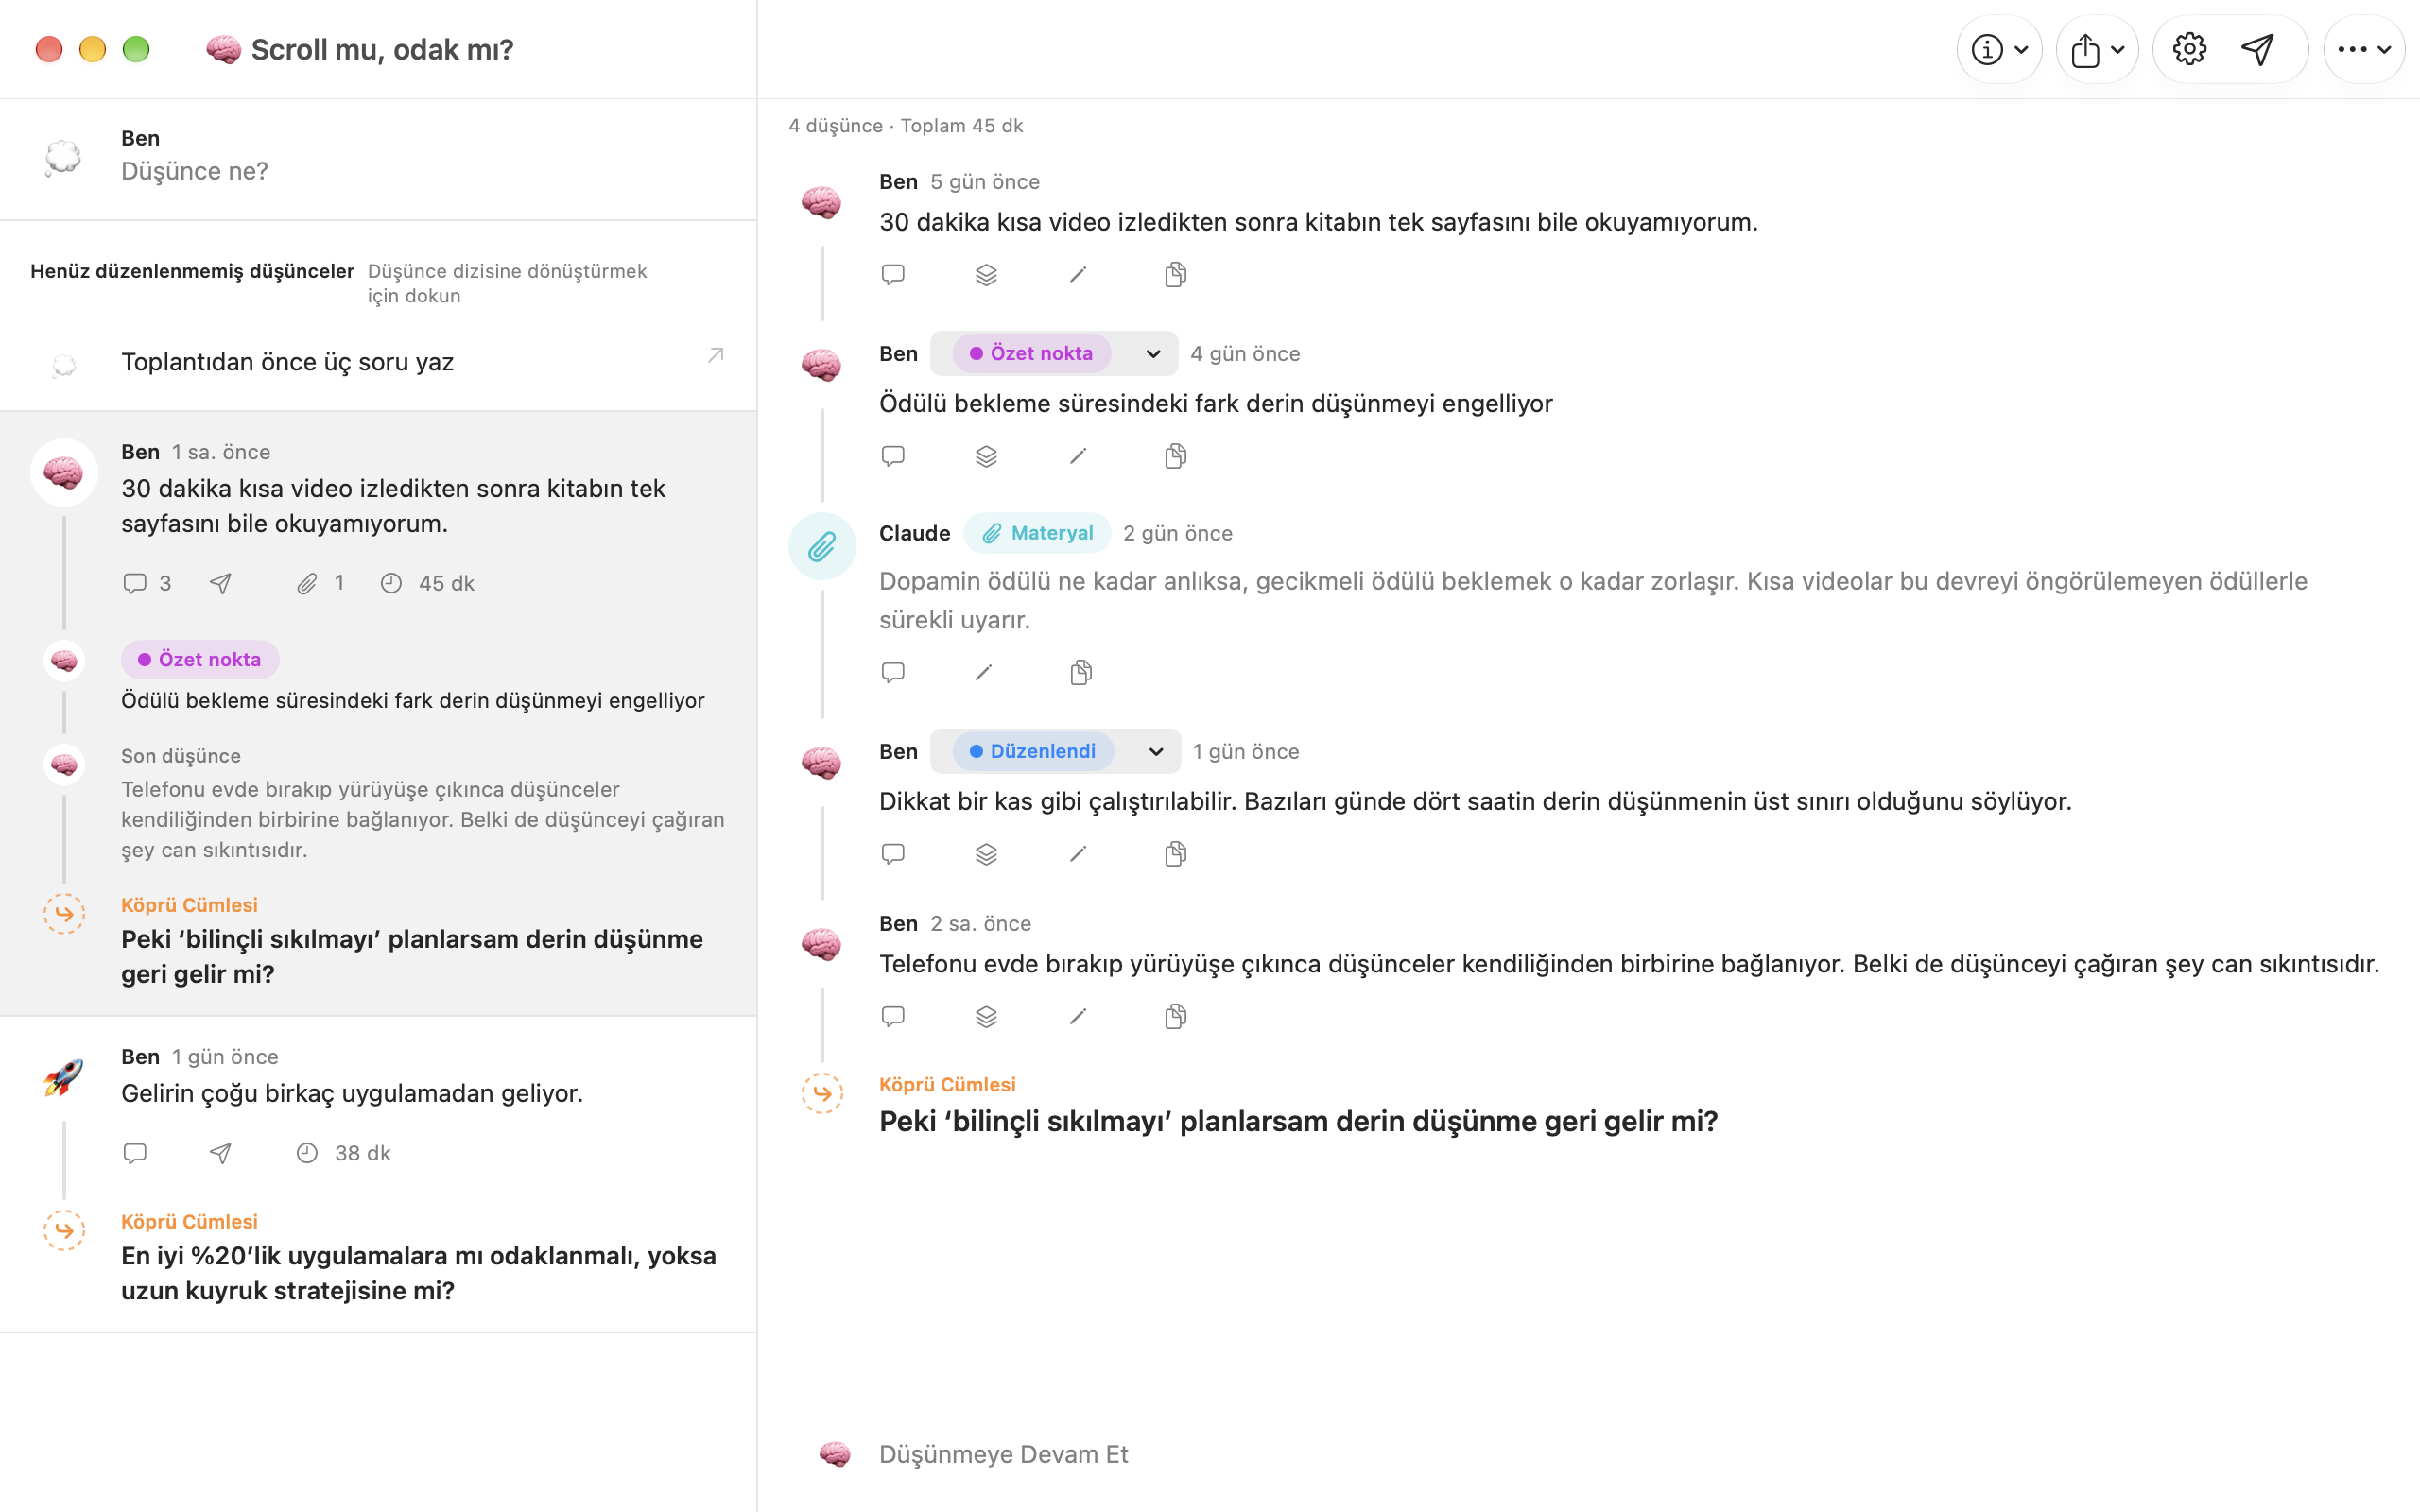 🧠 Scroll mu, odak mı?
Ben
Düşünce ne?
Henüz düzenlenmemiş düşünceler Düşünce dizisine dönüştürmek
için dokun
Toplantıdan önce üç soru yaz
Ben 1 sa. önce
30 dakika kısa video izledikten sonra kitabın tek
sayfasını bile okuyamıyorum.
3 1 45 dk
Özet nokta
Ödülü bekleme süresindeki fark derin düşünmeyi engelliyor
Son düşünce
Telefonu evde bırakıp yürüyüşe çıkınca düşünceler
kendiliğinden birbirine bağlanıyor. Belki de düşünceyi çağıran
şey can sıkıntısıdır.
Köprü Cümlesi
Peki ‘bilinçli sıkılmayı’ planlarsam derin düşünme
geri gelir mi?
Ben 1 gün önce
Gelirin çoğu birkaç uygulamadan geliyor.
38 dk
Köprü Cümlesi
En iyi %20’lik uygulamalara mı odaklanmalı, yoksa
uzun kuyruk stratejisine mi?
4 düşünce · Toplam 45 dk
Ben 5 gün önce
30 dakika kısa video izledikten sonra kitabın tek sayfasını bile okuyamıyorum.
Ben Özet nokta 4 gün önce
Ödülü bekleme süresindeki fark derin düşünmeyi engelliyor
Claude Materyal 2 gün önce
Dopamin ödülü ne kadar anlıksa, gecikmeli ödülü beklemek o kadar zorlaşır. Kısa videolar bu devreyi öngörülemeyen ödüllerle
sürekli uyarır.
Ben Düzenlendi 1 gün önce
Dikkat bir kas gibi çalıştırılabilir. Bazıları günde dört saatin derin düşünmenin üst sınırı olduğunu söylüyor.
Ben 2 sa. önce
Telefonu evde bırakıp yürüyüşe çıkınca düşünceler kendiliğinden birbirine bağlanıyor. Belki de düşünceyi çağıran şey can sıkıntısıdır.
Köprü Cümlesi
Peki ‘bilinçli sıkılmayı’ planlarsam derin düşünme geri gelir mi?
Düşünmeye Devam Et